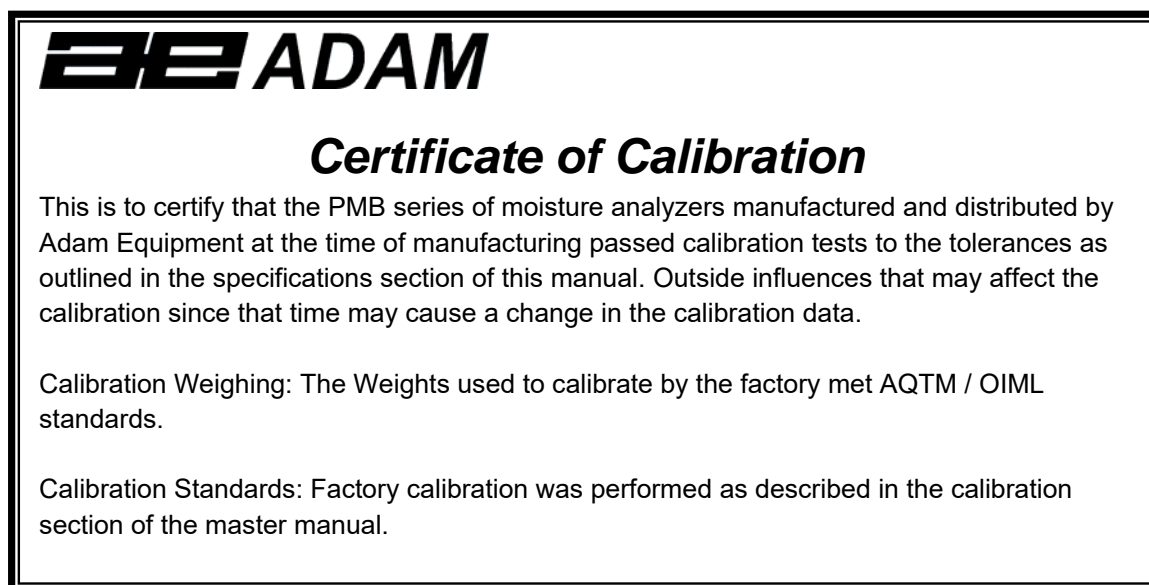 ae ADAM
Certificate of Calibration
This is to certify that the PMB series of moisture analyzers manufactured and distributed by
Adam Equipment at the time of manufacturing passed calibration tests to the tolerances as
outlined in the specifications section of this manual. Outside influences that may affect the
calibration since that time may cause a change in the calibration data.
Calibration Weighing: The Weights used to calibrate by the factory met AQTM / OIML
standards.
Calibration Standards: Factory calibration was performed as described in the calibration
section of the master manual.